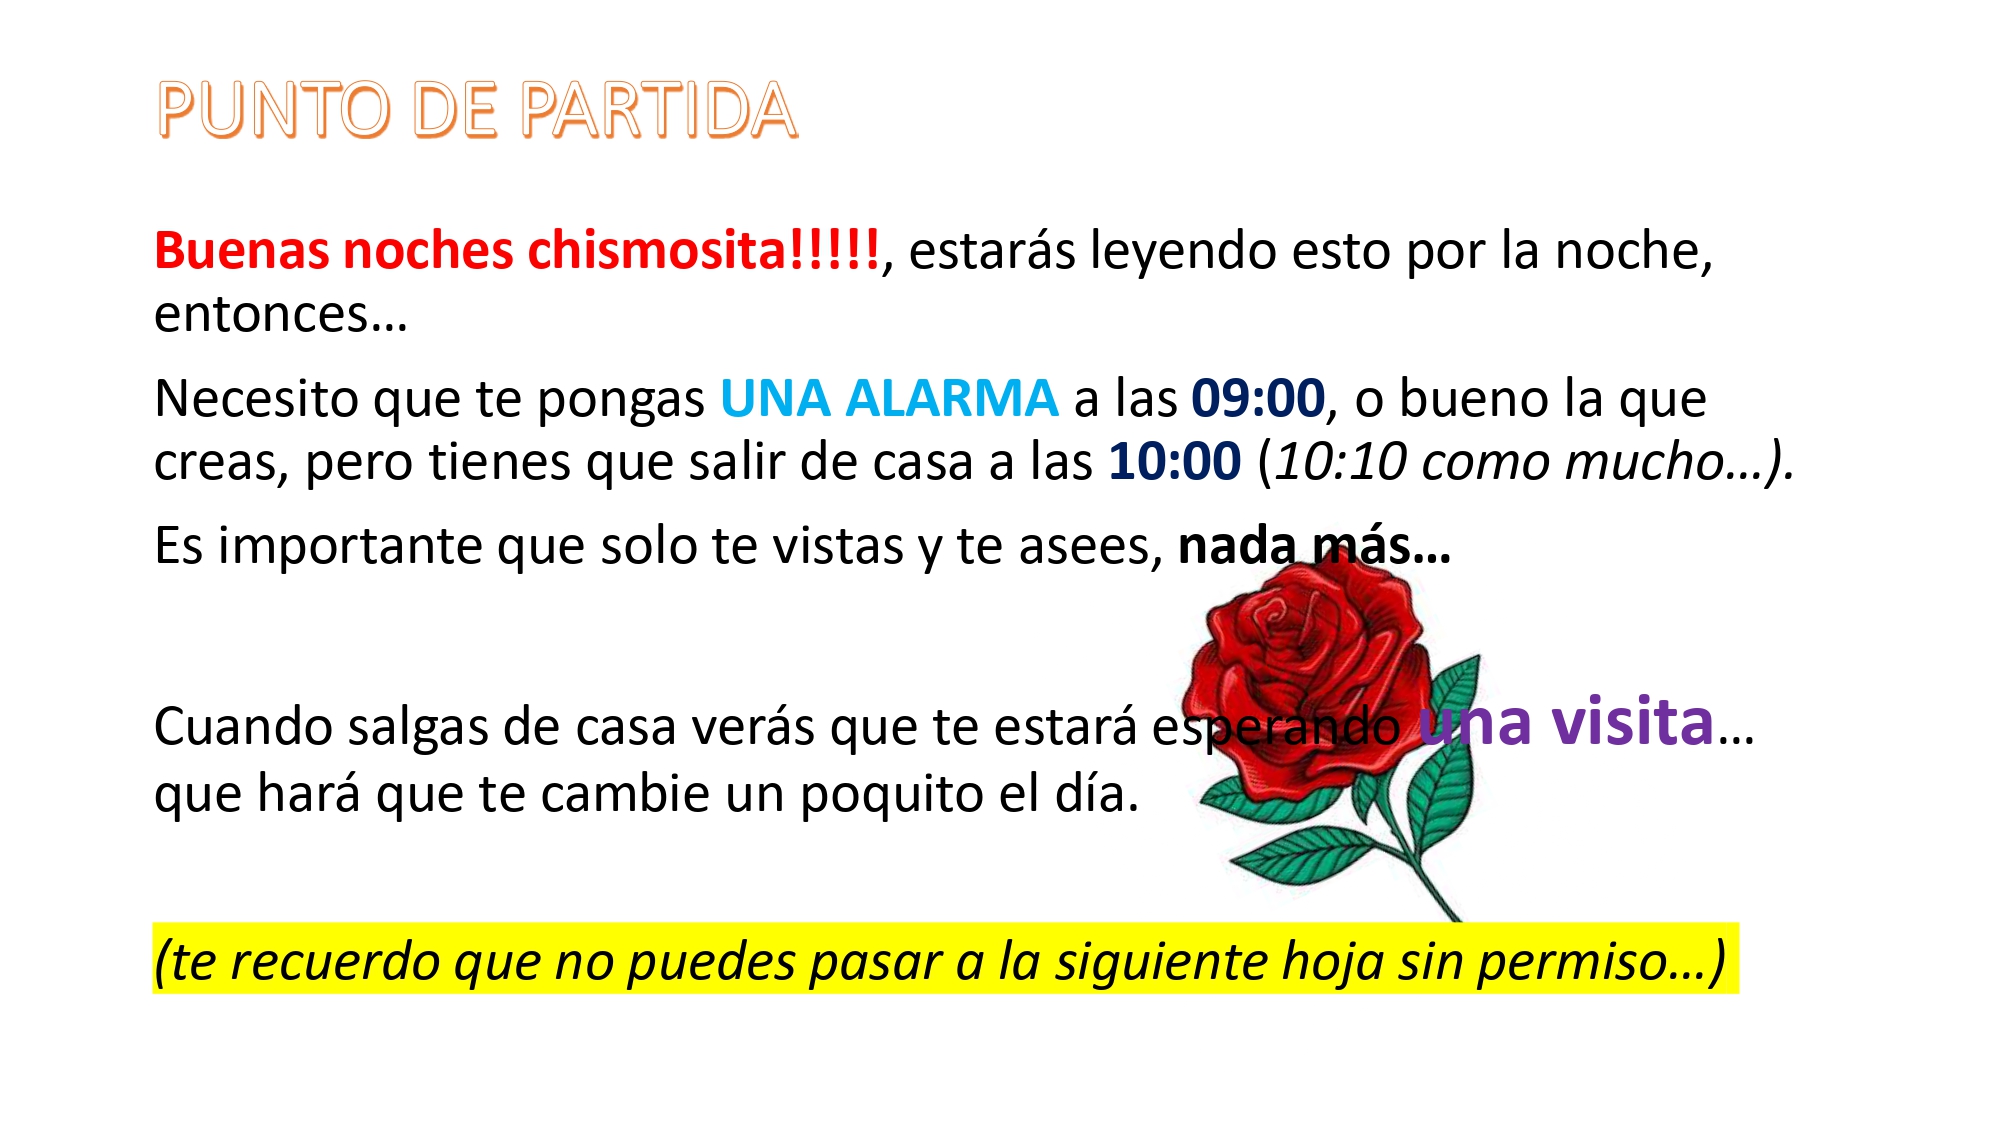 PUNTO DE PARTIDA
Buenas noches chismosita!!!!!, estarás leyendo esto por la noche,
entonces…
Necesito que te pongas UNA ALARMA a las 09:00, o bueno la que
creas, pero tienes que salir de casa a las 10:00 (10:10 como mucho…).
Es importante que solo te vistas y te asees, nada más…
Cuando salgas de casa verás que te estará esperando una visita…
que hará que te cambie un poquito el día.
(te recuerdo que no puedes pasar a la siguiente hoja sin permiso…)